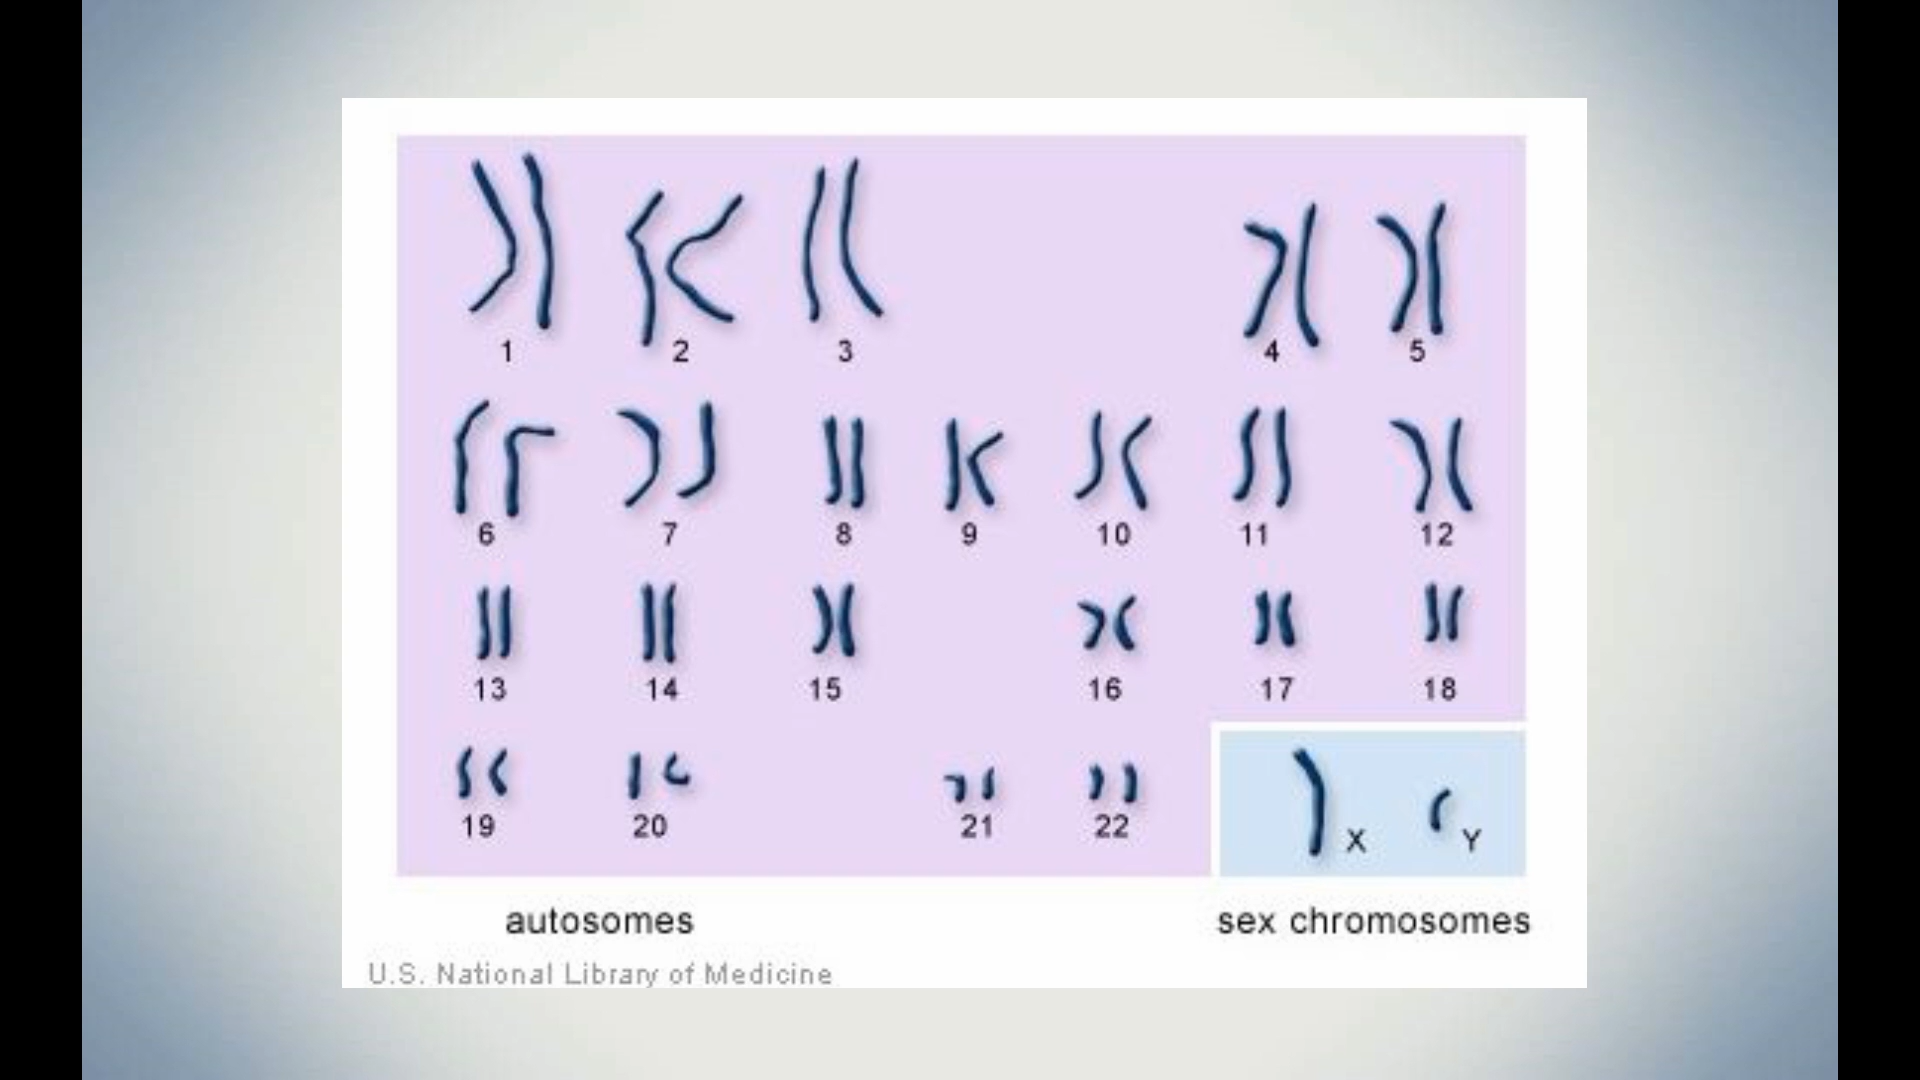 1 2 3 4 5
6 7 8 9 10 11 12
13 14 15 16 17 18
19 20 21 22 X Y
autosomes sex chromosomes
U.S. National Library of Medicine